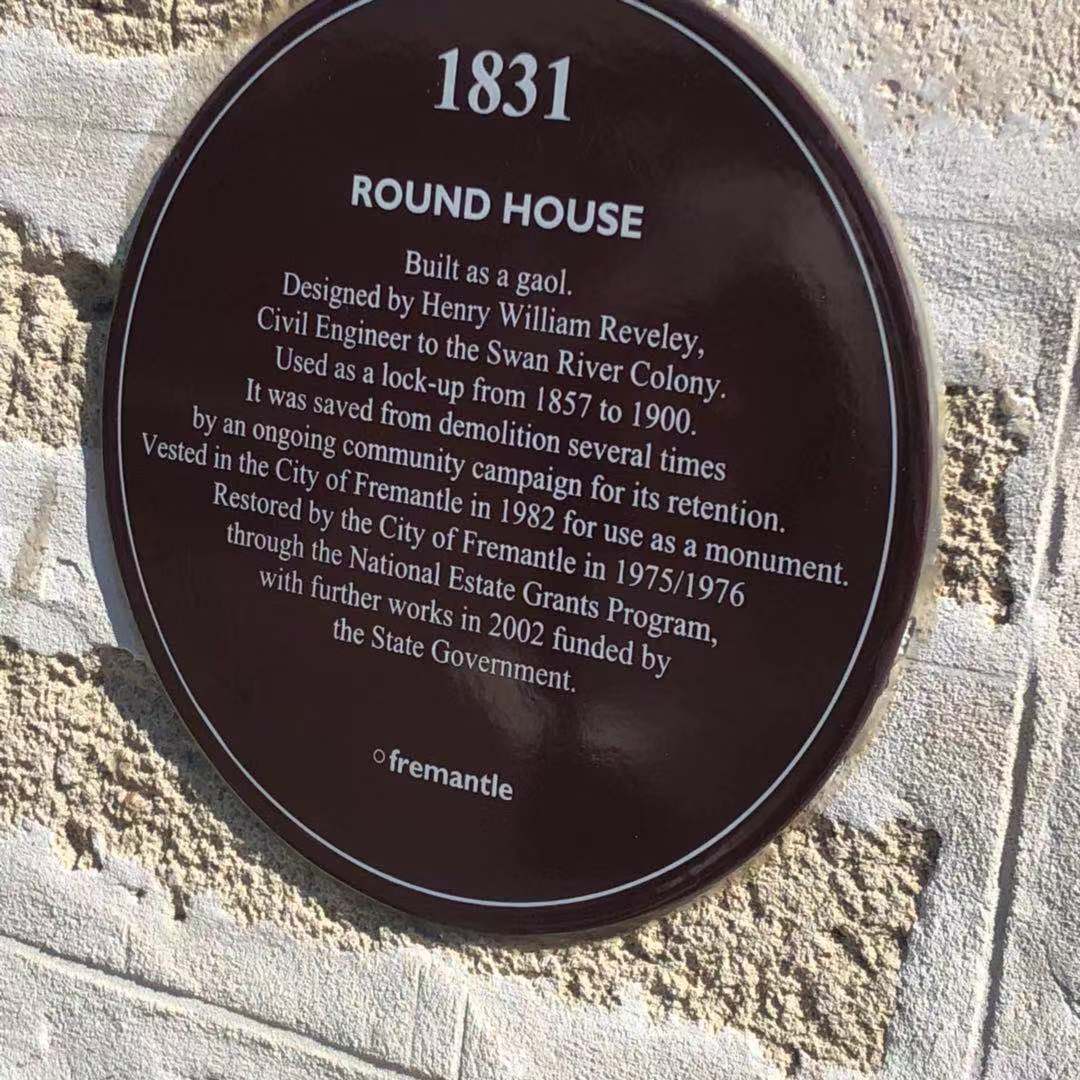 1831
ROUND HOUSE
Built as a gaol.
Designed by Henry William Reveley,
Civil Engineer to the Swan River Colony.
Used as a lock-up from 1857 to 1900.
It was saved from demolition several times
by an ongoing community campaign for its retention.
Vested in the City of Fremantle in 1982 for use as a monument.
Restored by the City of Fremantle in 1975/1976
through the National Estate Grants Program,
with further works in 2002 funded by
the State Government.
fremantle